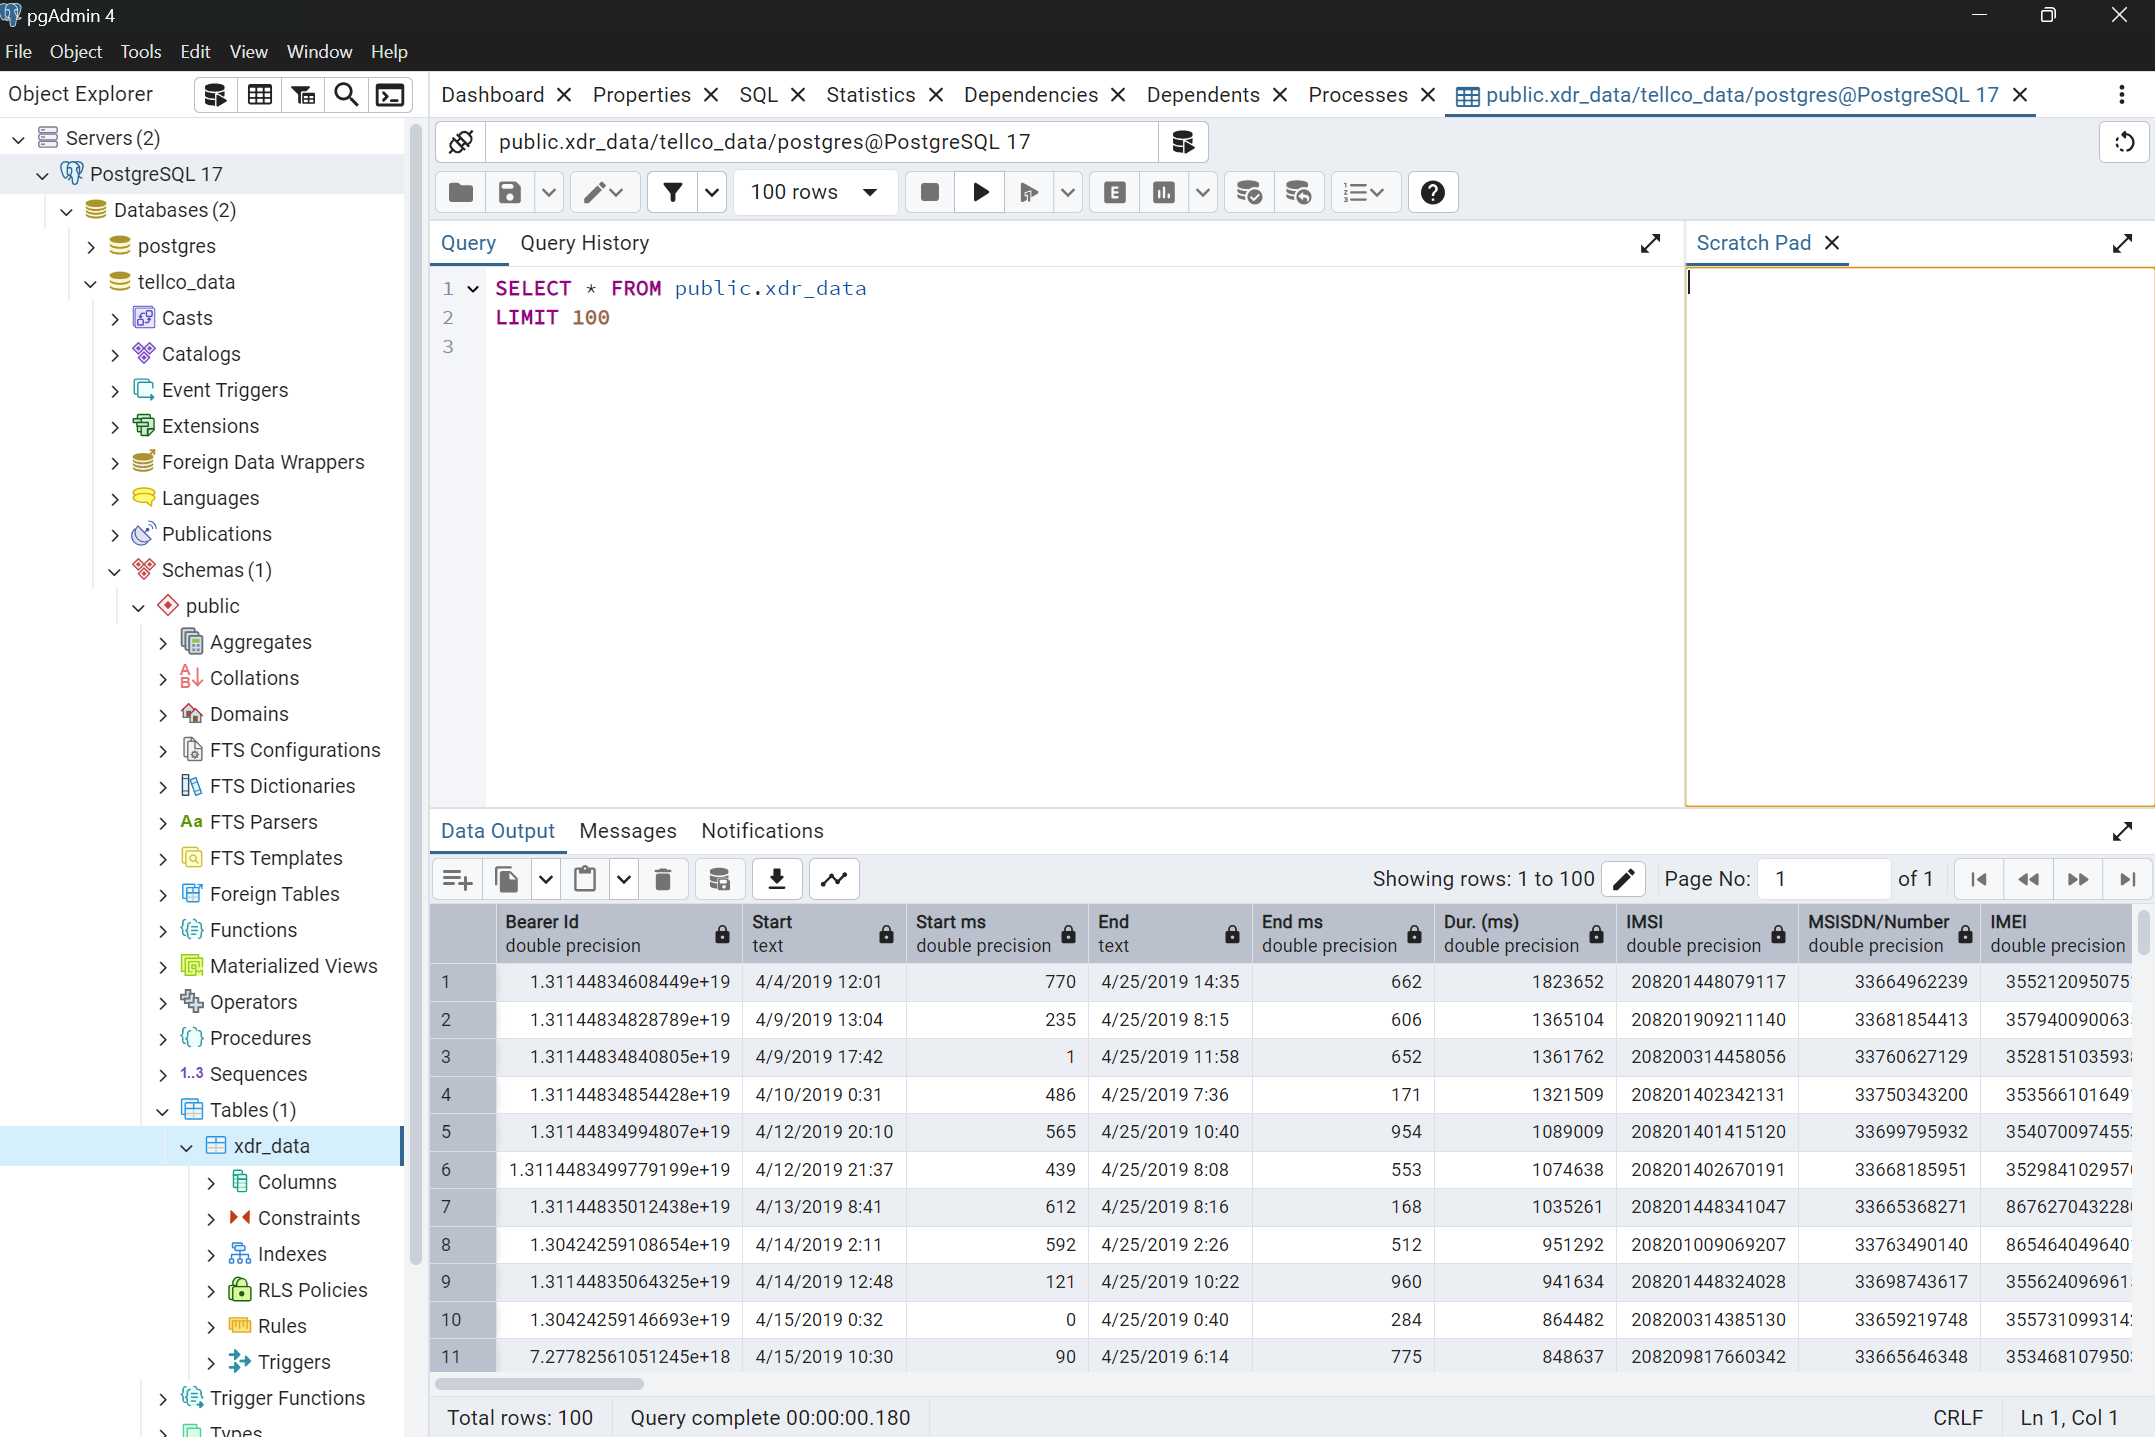 pgAdmin 4
File Object Tools Edit View Window Help
Object Explorer
Dashboard Properties SQL Statistics Dependencies Dependents Processes public.xdr_data/tellco_data/postgres@PostgreSQL 17
Servers (2)
PostgreSQL 17
Databases (2)
postgres
tellco_data
Casts
Catalogs
Event Triggers
Extensions
Foreign Data Wrappers
Languages
Publications
Schemas (1)
public
Aggregates
Collations
Domains
FTS Configurations
FTS Dictionaries
Aa FTS Parsers
FTS Templates
Foreign Tables
Functions
Materialized Views
Operators
Procedures
1..3 Sequences
Tables (1)
xdr_data
Columns
Constraints
Indexes
RLS Policies
Rules
Triggers
Trigger Functions
Types
public.xdr_data/tellco_data/postgres@PostgreSQL 17
100 rows
Query Query History
Scratch Pad
1 SELECT * FROM public.xdr_data
2 LIMIT 100
3
Data Output Messages Notifications
Showing rows: 1 to 100 Page No: 1 of 1
Bearer Id Start Start ms End End ms Dur. (ms) IMSI MSISDN/Number IMEI
double precision text double precision text double precision double precision double precision double precision double precision
1 1.31144834608449e+19 4/4/2019 12:01 770 4/25/2019 14:35 662 1823652 208201448079117 33664962239 355212095075
2 1.31144834828789e+19 4/9/2019 13:04 235 4/25/2019 8:15 606 1365104 208201909211140 33681854413 357940090063
3 1.31144834840805e+19 4/9/2019 17:42 1 4/25/2019 11:58 652 1361762 208200314458056 33760627129 352815103593
4 1.31144834854428e+19 4/10/2019 0:31 486 4/25/2019 7:36 171 1321509 208201402342131 33750343200 353566101649
5 1.31144834994807e+19 4/12/2019 20:10 565 4/25/2019 10:40 954 1089009 208201401415120 33699795932 354070097455
6 1.3114483499779199e+19 4/12/2019 21:37 439 4/25/2019 8:08 553 1074638 208201402670191 33668185951 352984102957
7 1.31144835012438e+19 4/13/2019 8:41 612 4/25/2019 8:16 168 1035261 208201448341047 33665368271 867627043228
8 1.30424259108654e+19 4/14/2019 2:11 592 4/25/2019 2:26 512 951292 208201009069207 33763490140 865464049640
9 1.31144835064325e+19 4/14/2019 12:48 121 4/25/2019 10:22 960 941634 208201448324028 33698743617 355624096961
10 1.30424259146693e+19 4/15/2019 0:32 0 4/25/2019 0:40 284 864482 208200314385130 33659219748 355731099314
11 7.27782561051245e+18 4/15/2019 10:30 90 4/25/2019 6:14 775 848637 208209817660342 33665646348 353468107950
Total rows: 100 Query complete 00:00:00.180 CRLF Ln 1, Col 1